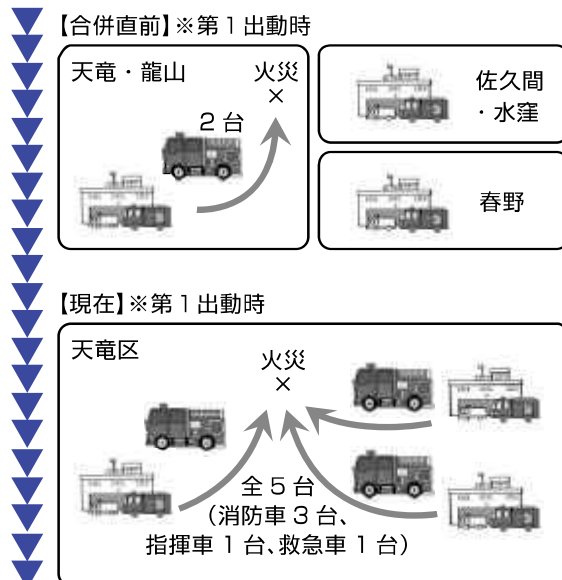 【合併直前】※第1出動時
天竜・龍山
火災
×
2台
佐久間
・水窪
春野
【現在】※第1出動時
天竜区
火災
×
全5台
（消防車3台、
指揮車1台、救急車1台）